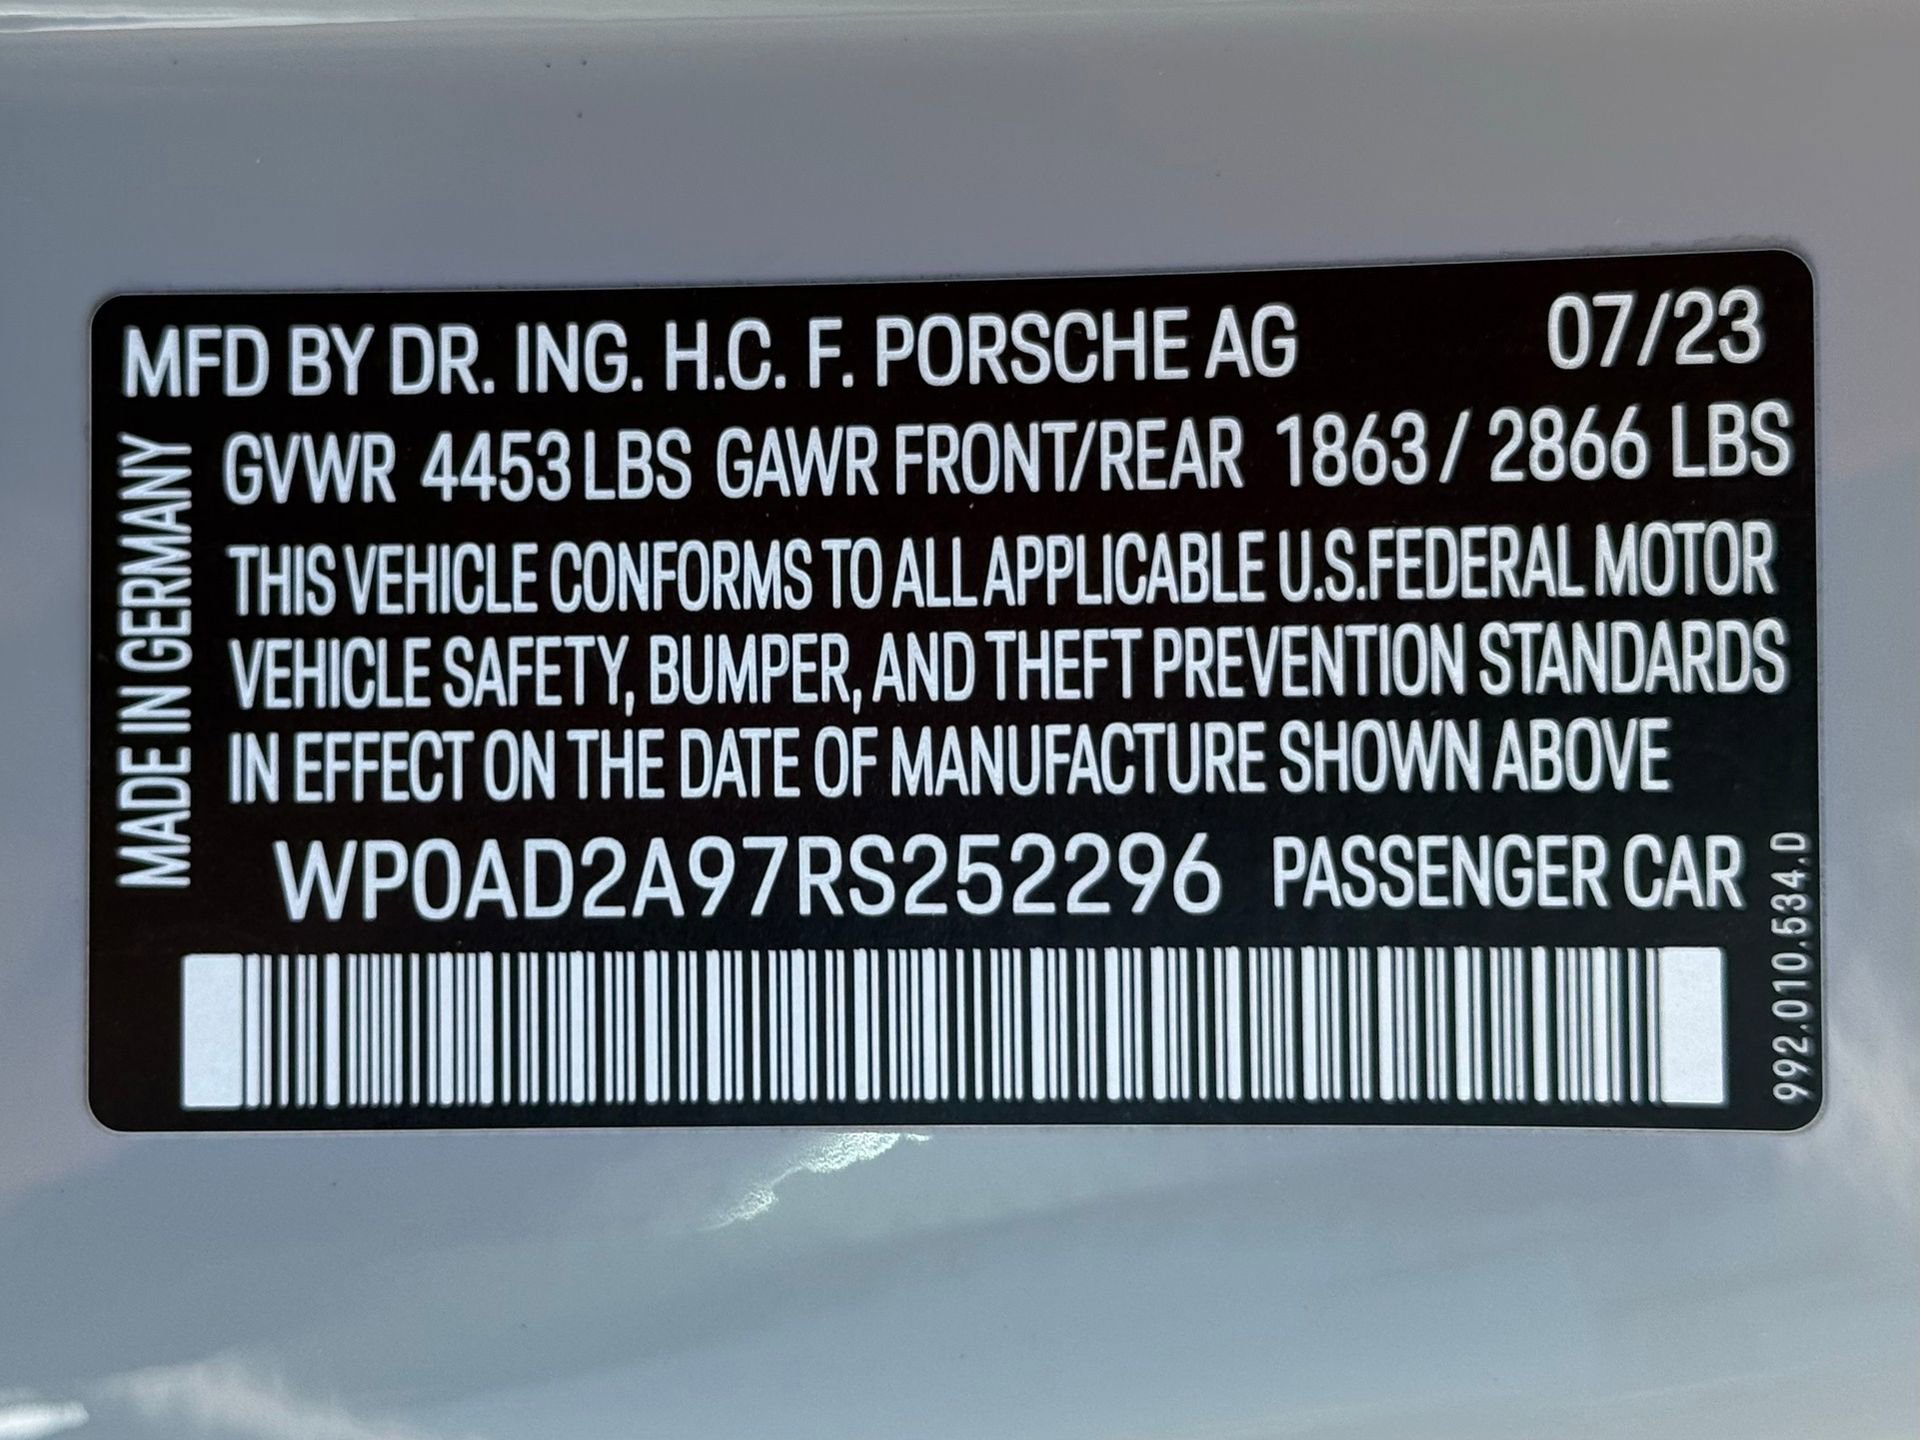 MFD BY DR. ING. H.C. F. PORSCHE AG 07/23
MADE IN GERMANY
GVWR 4453 LBS GAWR FRONT/REAR 1863 / 2866 LBS
THIS VEHICLE CONFORMS TO ALL APPLICABLE U.S.FEDERAL MOTOR
VEHICLE SAFETY, BUMPER, AND THEFT PREVENTION STANDARDS
IN EFFECT ON THE DATE OF MANUFACTURE SHOWN ABOVE
WP0AD2A97RS252296 PASSENGER CAR
992.010.534.D